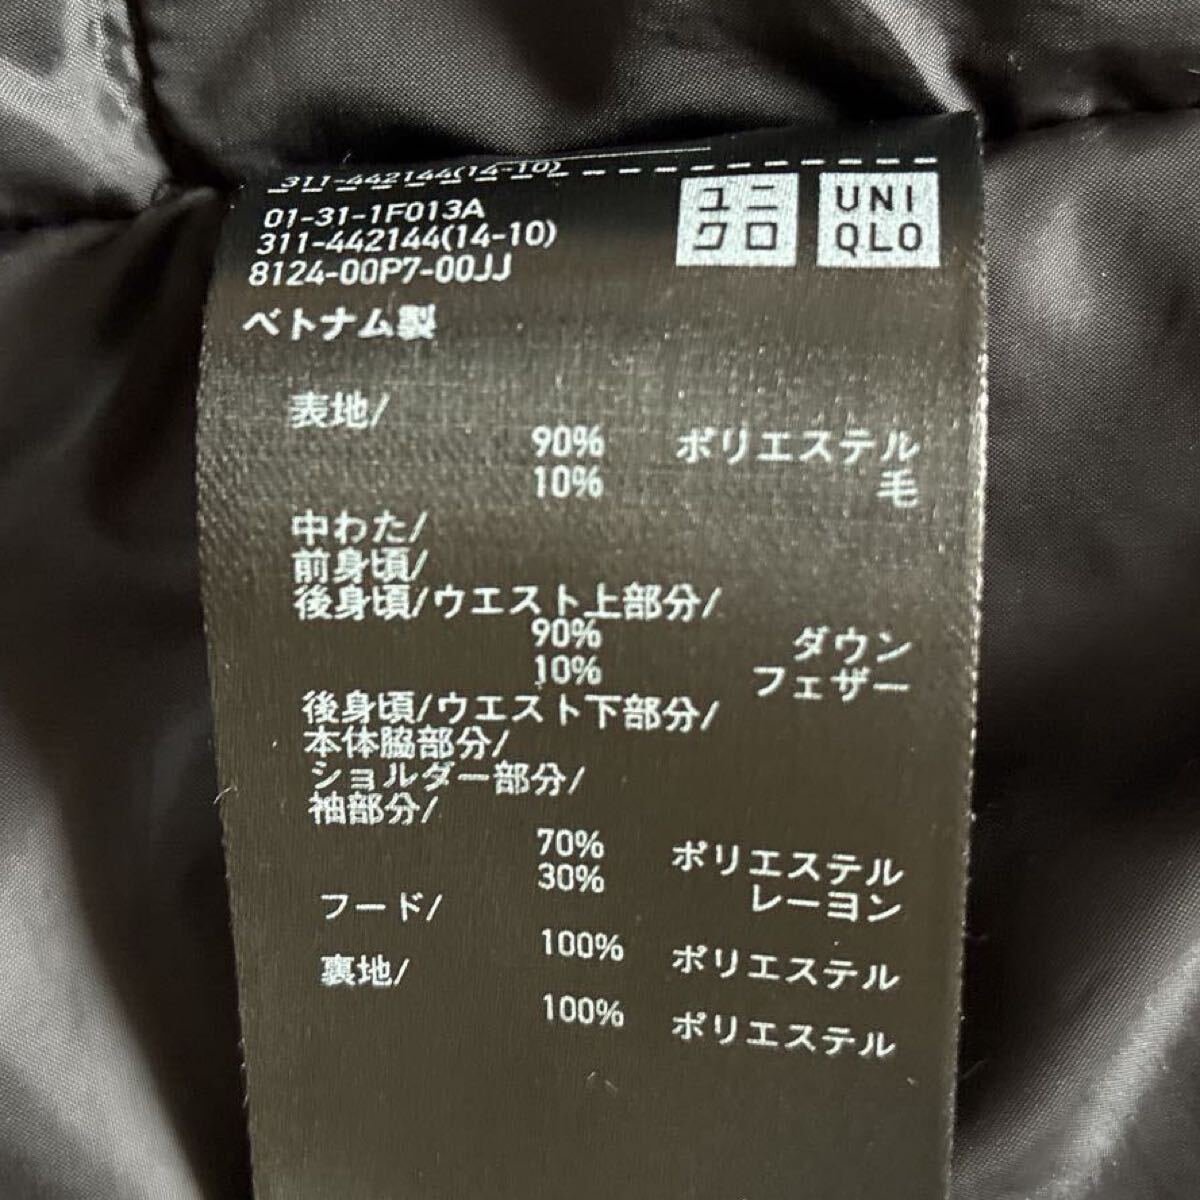 311-442144(14-10)
01-31-1F013A
311-442144(14-10)
8124-00P7-00JJ
ユニ
クロ
UNI
QLO
ベトナム製
表地/
90% ポリエステル
10% 毛
中わた/
前身頃/
後身頃/ウエスト上部分/
90% ダウン
10% フェザー
後身頃/ウエスト下部分/
本体脇部分/
ショルダー部分/
袖部分/
70% ポリエステル
30% レーヨン
フード/
100% ポリエステル
裏地/
100% ポリエステル